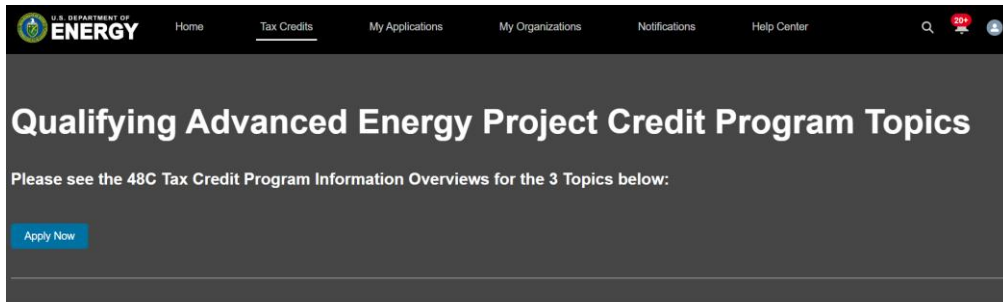 U.S. DEPARTMENT OF
ENERGY
Home Tax Credits My Applications My Organizations Notifications Help Center 20+
Qualifying Advanced Energy Project Credit Program Topics
Please see the 48C Tax Credit Program Information Overviews for the 3 Topics below:
Apply Now